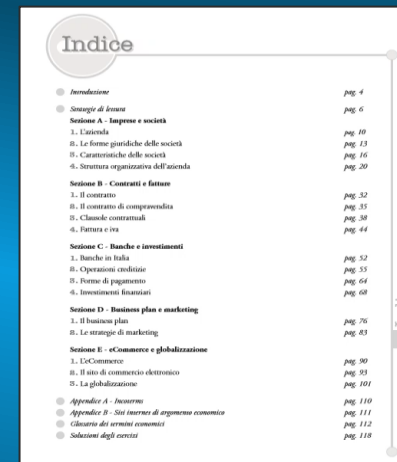 Indice
Introduzione pag. 4
Strategie di lettura pag. 6
Sezione A - Imprese e società
1. L'azienda pag. 10
2. Le forme giuridiche delle società pag. 13
3. Caratteristiche delle società pag. 16
4. Struttura organizzativa dell'azienda pag. 20
Sezione B - Contratti e fatture
1. Il contratto pag. 32
2. Il contratto di compravendita pag. 35
3. Clausole contrattuali pag. 38
4. Fattura e iva pag. 44
Sezione C - Banche e investimenti
1. Banche in Italia pag. 52
2. Operazioni creditizie pag. 55
3. Forme di pagamento pag. 64
4. Investimenti finanziari pag. 68
Sezione D - Business plan e marketing
1. Il business plan pag. 76
2. Le strategie di marketing pag. 83
Sezione E - eCommerce e globalizzazione
1. L'eCommerce pag. 90
2. Il sito di commercio elettronico pag. 93
3. La globalizzazione pag. 101
Appendice A - Incoterms pag. 110
Appendice B - Siti internet di argomento economico pag. 111
Glossario dei termini economici pag. 112
Soluzioni degli esercizi pag. 118